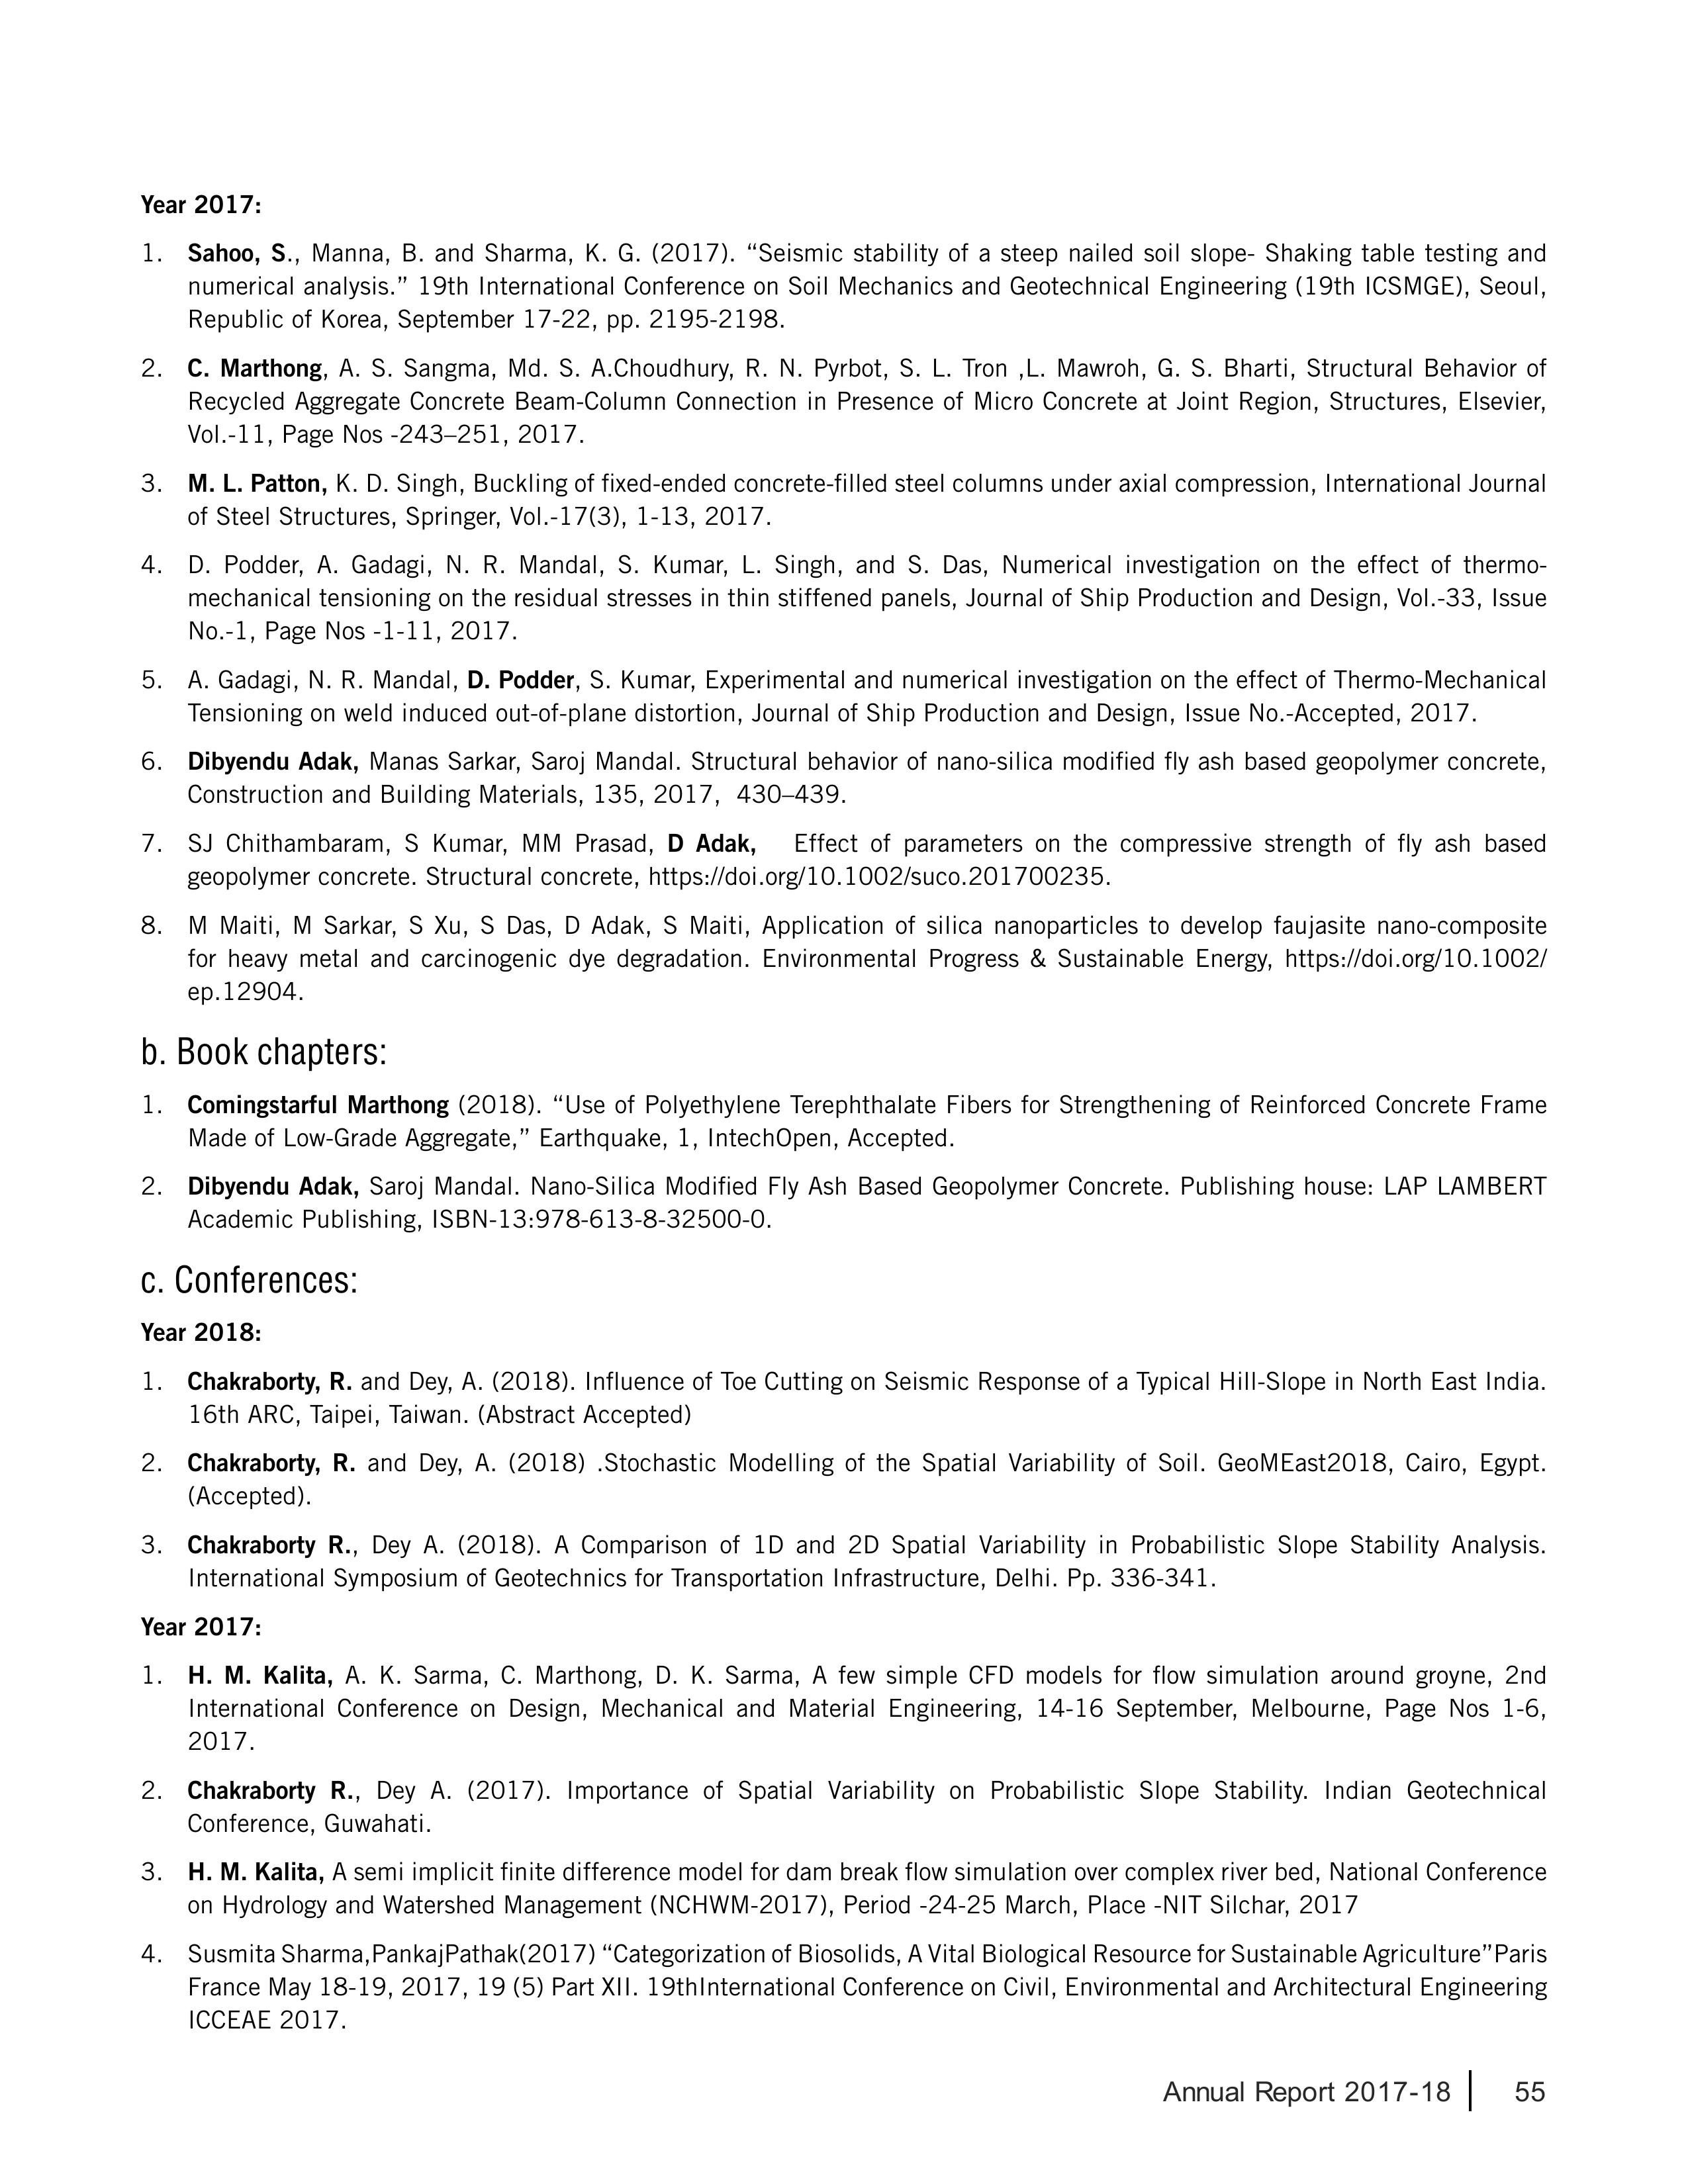 Year 2017:
1. Sahoo, S., Manna, B. and Sharma, K. G. (2017). “Seismic stability of a steep nailed soil slope- Shaking table testing and
numerical analysis.” 19th International Conference on Soil Mechanics and Geotechnical Engineering (19th ICSMGE), Seoul,
Republic of Korea, September 17-22, pp. 2195-2198.
2. C. Marthong, A. S. Sangma, Md. S. A.Choudhury, R. N. Pyrbot, S. L. Tron ,L. Mawroh, G. S. Bharti, Structural Behavior of
Recycled Aggregate Concrete Beam-Column Connection in Presence of Micro Concrete at Joint Region, Structures, Elsevier,
Vol.-11, Page Nos -243–251, 2017.
3. M. L. Patton, K. D. Singh, Buckling of fixed-ended concrete-filled steel columns under axial compression, International Journal
of Steel Structures, Springer, Vol.-17(3), 1-13, 2017.
4. D. Podder, A. Gadagi, N. R. Mandal, S. Kumar, L. Singh, and S. Das, Numerical investigation on the effect of thermo-
mechanical tensioning on the residual stresses in thin stiffened panels, Journal of Ship Production and Design, Vol.-33, Issue
No.-1, Page Nos -1-11, 2017.
5. A. Gadagi, N. R. Mandal, D. Podder, S. Kumar, Experimental and numerical investigation on the effect of Thermo-Mechanical
Tensioning on weld induced out-of-plane distortion, Journal of Ship Production and Design, Issue No.-Accepted, 2017.
6. Dibyendu Adak, Manas Sarkar, Saroj Mandal. Structural behavior of nano-silica modified fly ash based geopolymer concrete,
Construction and Building Materials, 135, 2017, 430–439.
7. SJ Chithambaram, S Kumar, MM Prasad, D Adak, Effect of parameters on the compressive strength of fly ash based
geopolymer concrete. Structural concrete, https://doi.org/10.1002/suco.201700235.
8. M Maiti, M Sarkar, S Xu, S Das, D Adak, S Maiti, Application of silica nanoparticles to develop faujasite nano-composite
for heavy metal and carcinogenic dye degradation. Environmental Progress & Sustainable Energy, https://doi.org/10.1002/
ep.12904.
b. Book chapters:
1. Comingstarful Marthong (2018). “Use of Polyethylene Terephthalate Fibers for Strengthening of Reinforced Concrete Frame
Made of Low-Grade Aggregate,” Earthquake, 1, IntechOpen, Accepted.
2. Dibyendu Adak, Saroj Mandal. Nano-Silica Modified Fly Ash Based Geopolymer Concrete. Publishing house: LAP LAMBERT
Academic Publishing, ISBN-13:978-613-8-32500-0.
c. Conferences:
Year 2018:
1. Chakraborty, R. and Dey, A. (2018). Influence of Toe Cutting on Seismic Response of a Typical Hill-Slope in North East India.
16th ARC, Taipei, Taiwan. (Abstract Accepted)
2. Chakraborty, R. and Dey, A. (2018) .Stochastic Modelling of the Spatial Variability of Soil. GeoMEast2018, Cairo, Egypt.
(Accepted).
3. Chakraborty R., Dey A. (2018). A Comparison of 1D and 2D Spatial Variability in Probabilistic Slope Stability Analysis.
International Symposium of Geotechnics for Transportation Infrastructure, Delhi. Pp. 336-341.
Year 2017:
1. H. M. Kalita, A. K. Sarma, C. Marthong, D. K. Sarma, A few simple CFD models for flow simulation around groyne, 2nd
International Conference on Design, Mechanical and Material Engineering, 14-16 September, Melbourne, Page Nos 1-6,
2017.
2. Chakraborty R., Dey A. (2017). Importance of Spatial Variability on Probabilistic Slope Stability. Indian Geotechnical
Conference, Guwahati.
3. H. M. Kalita, A semi implicit finite difference model for dam break flow simulation over complex river bed, National Conference
on Hydrology and Watershed Management (NCHWM-2017), Period -24-25 March, Place -NIT Silchar, 2017
4. Susmita Sharma,PankajPathak(2017) “Categorization of Biosolids, A Vital Biological Resource for Sustainable Agriculture”Paris
France May 18-19, 2017, 19 (5) Part XII. 19thInternational Conference on Civil, Environmental and Architectural Engineering
ICCEAE 2017.
Annual Report 2017-18 55